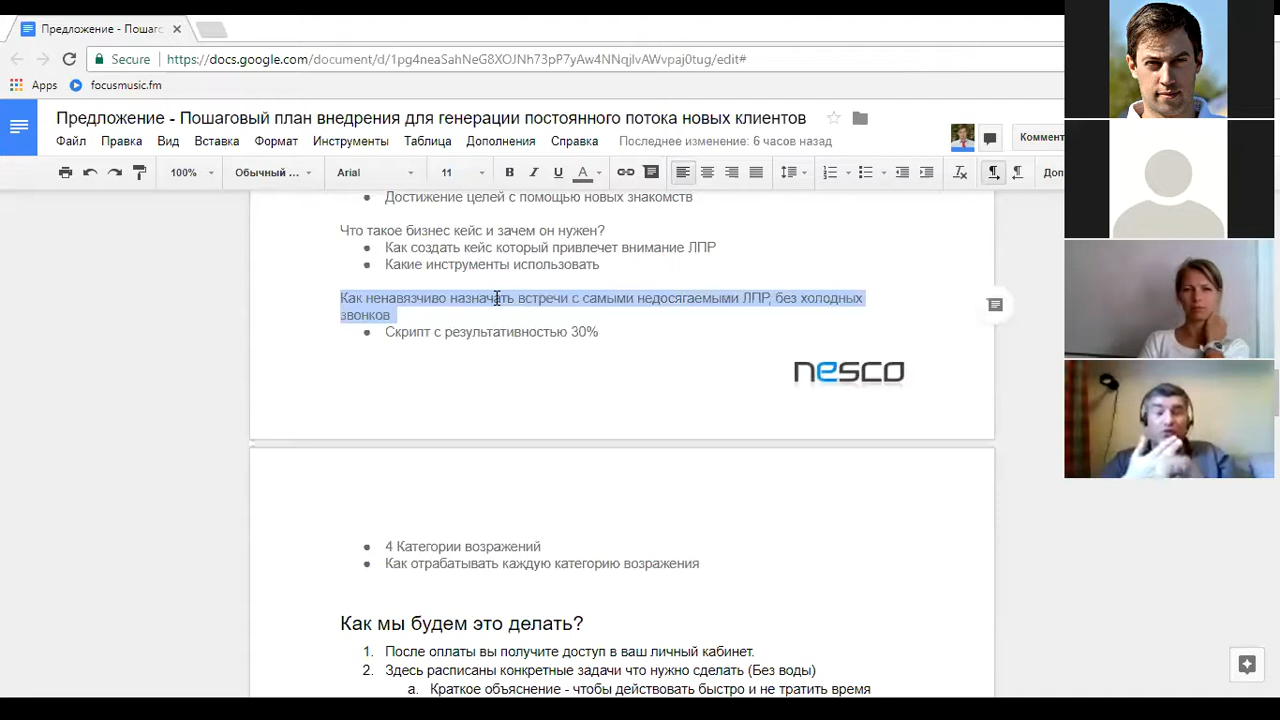 Предложение - Пошагс
Secure
https://docs.google.com/document/d/1pg4neaSahNeG8XOJNh73pP7yAw4NNqjlvAWvpaj0tug/edit#
Apps
focusmusic.fm
Предложение - Пошаговый план внедрения для генерации постоянного потока новых клиентов
Файл Правка Вид Вставка Формат Инструменты Таблица Дополнения Справка Последнее изменение: 6 часов назад
Коммент
100% Обычный ... Arial 11 B I U A Доп
Достижение целей с помощью новых знакомств
Что такое бизнес кейс и зачем он нужен?
● Как создать кейс который привлечет внимание ЛПР
● Какие инструменты использовать
Как ненавязчиво назначать встречи с самыми недосягаемыми ЛПР, без холодных
звонков
● Скрипт с результативностью 30%
nesco
● 4 Категории возражений
● Как отрабатывать каждую категорию возражения
Как мы будем это делать?
1. После оплаты вы получите доступ в ваш личный кабинет.
2. Здесь расписаны конкретные задачи что нужно сделать (Без воды)
a. Краткое объяснение - чтобы действовать быстро и не тратить время